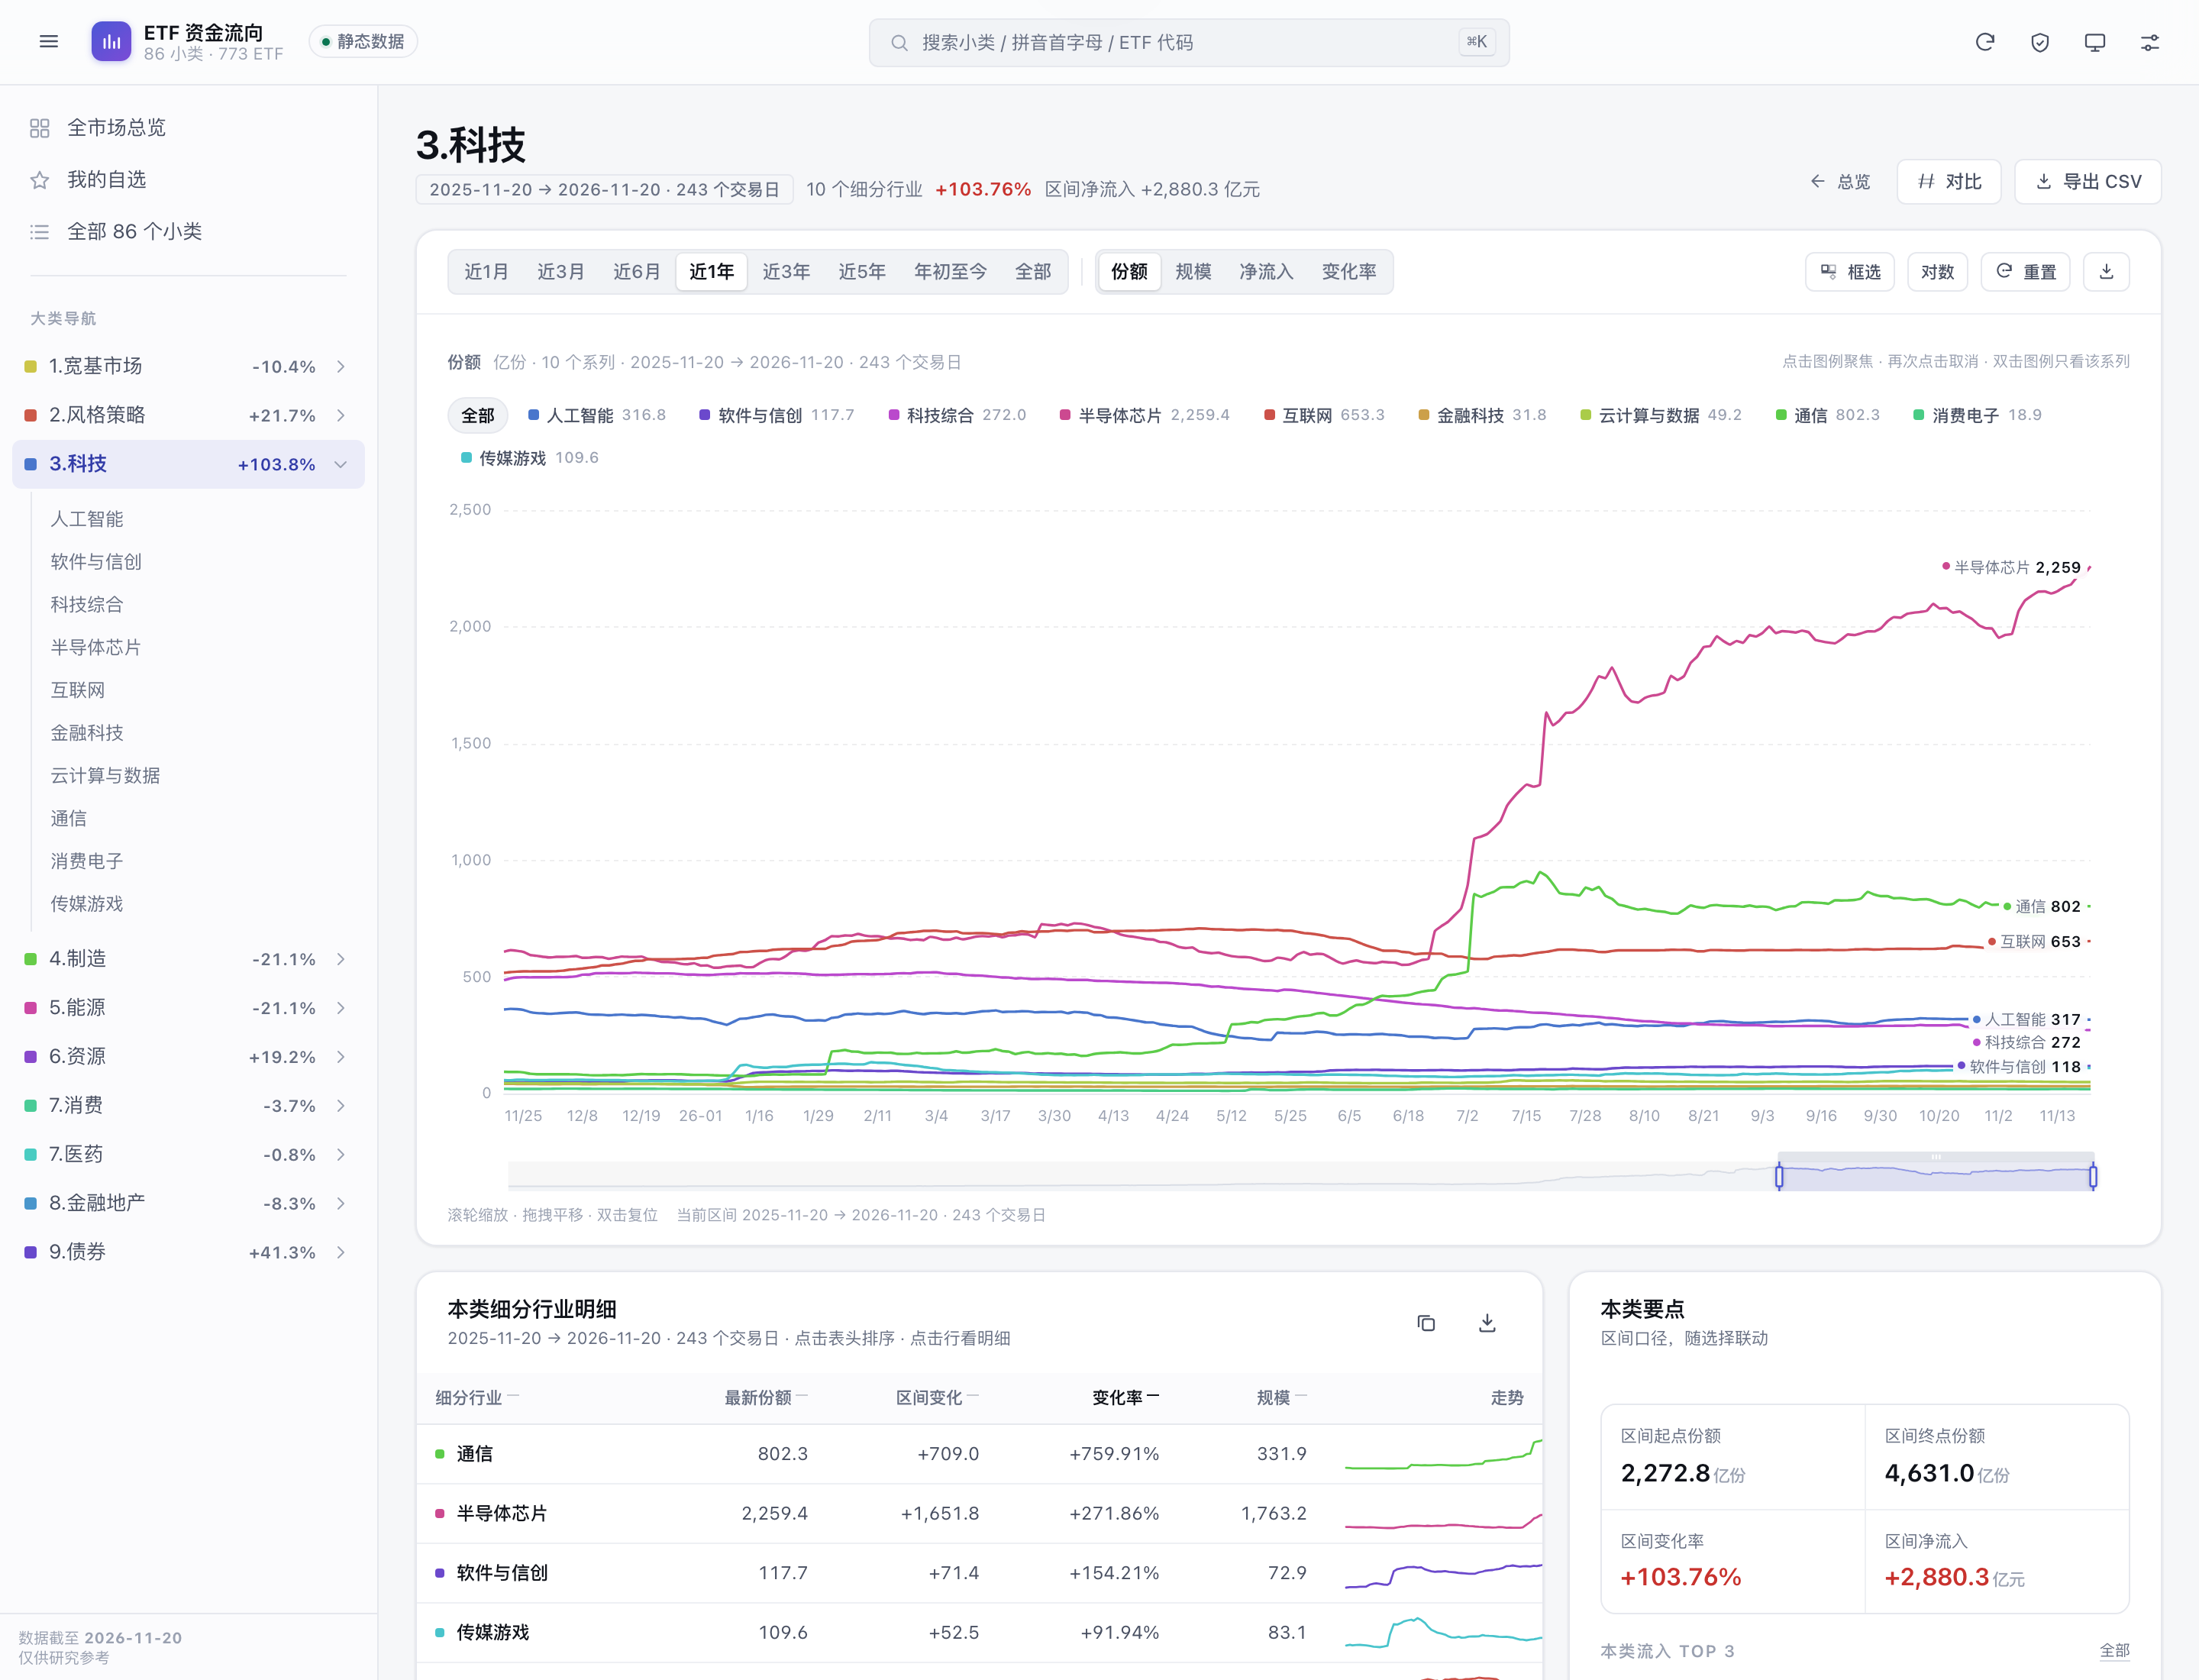 ETF 资金流向
86 小类 · 773 ETF
静态数据
搜索小类 / 拼音首字母 / ETF 代码
⌘K
全市场总览
我的自选
全部 86 个小类
大类导航
1.宽基市场 -10.4%
2.风格策略 +21.7%
3.科技 +103.8%
人工智能
软件与信创
科技综合
半导体芯片
互联网
金融科技
云计算与数据
通信
消费电子
传媒游戏
4.制造 -21.1%
5.能源 -21.1%
6.资源 +19.2%
7.消费 -3.7%
7.医药 -0.8%
8.金融地产 -8.3%
9.债券 +41.3%
数据截至 2026-11-20
仅供研究参考
3.科技
2025-11-20 → 2026-11-20 · 243 个交易日 10 个细分行业 +103.76% 区间净流入 +2,880.3 亿元
← 总览 对比 导出 CSV
近1月 近3月 近6月 近1年 近3年 近5年 年初至今 全部 份额 规模 净流入 变化率
框选 对数 重置
份额 亿份 · 10 个系列 · 2025-11-20 → 2026-11-20 · 243 个交易日
点击图例聚焦 · 再次点击取消 · 双击图例只看该系列
全部 人工智能 316.8 软件与信创 117.7 科技综合 272.0 半导体芯片 2,259.4 互联网 653.3 金融科技 31.8 云计算与数据 49.2 通信 802.3 消费电子 18.9
传媒游戏 109.6
2,500
半导体芯片 2,259
2,000
1,500
1,000
通信 802
互联网 653
500
人工智能 317
科技综合 272
软件与信创 118
0
11/25 12/8 12/19 26-01 1/16 1/29 2/11 3/4 3/17 3/30 4/13 4/24 5/12 5/25 6/5 6/18 7/2 7/15 7/28 8/10 8/21 9/3 9/16 9/30 10/20 11/2 11/13
滚轮缩放 · 拖拽平移 · 双击复位 当前区间 2025-11-20 → 2026-11-20 · 243 个交易日
本类细分行业明细
2025-11-20 → 2026-11-20 · 243 个交易日 · 点击表头排序 · 点击行看明细
细分行业 最新份额 区间变化 变化率 规模 走势
通信 802.3 +709.0 +759.91% 331.9
半导体芯片 2,259.4 +1,651.8 +271.86% 1,763.2
软件与信创 117.7 +71.4 +154.21% 72.9
传媒游戏 109.6 +52.5 +91.94% 83.1
本类要点
区间口径，随选择联动
区间起点份额 区间终点份额
2,272.8亿份 4,631.0亿份
区间变化率 区间净流入
+103.76% +2,880.3亿元
本类流入 TOP 3 全部